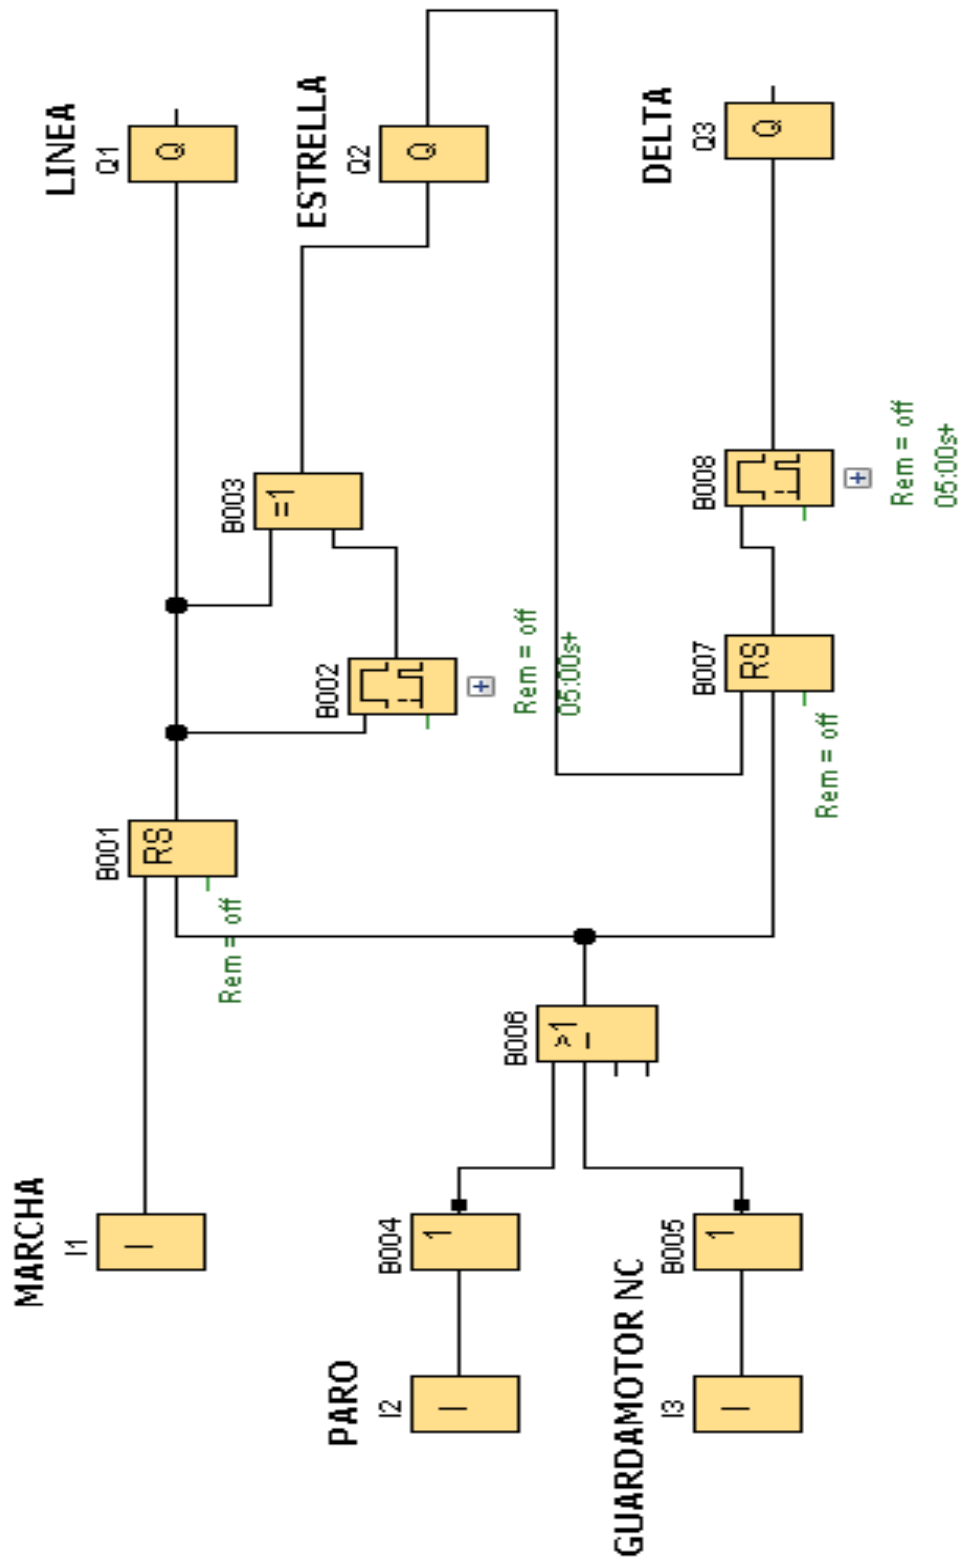 MARCHA
I1
I
B001
RS
Rem = off
LINEA
Q1
Q
B003
=1
B002
Rem = off
05:00s+
ESTRELLA
Q2
Q
PARO
I2
I
B004
1
B006
≥1
GUARDAMOTOR NC
I3
I
B005
1
B007
RS
Rem = off
B008
Rem = off
05:00s+
DELTA
Q3
Q